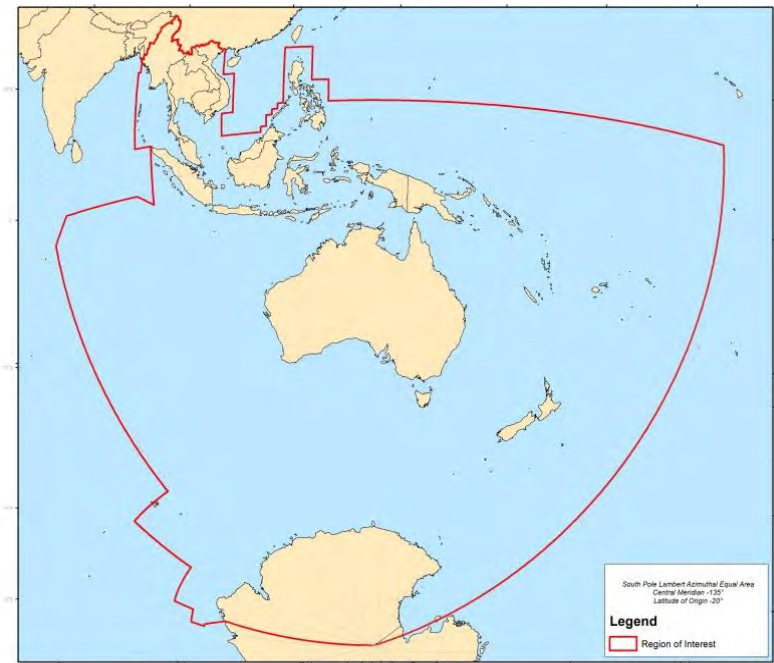 South Pole Lambert Azimuthal Equal Area
Central Meridian -135°
Latitude of Origin -20°
Legend
Region of Interest